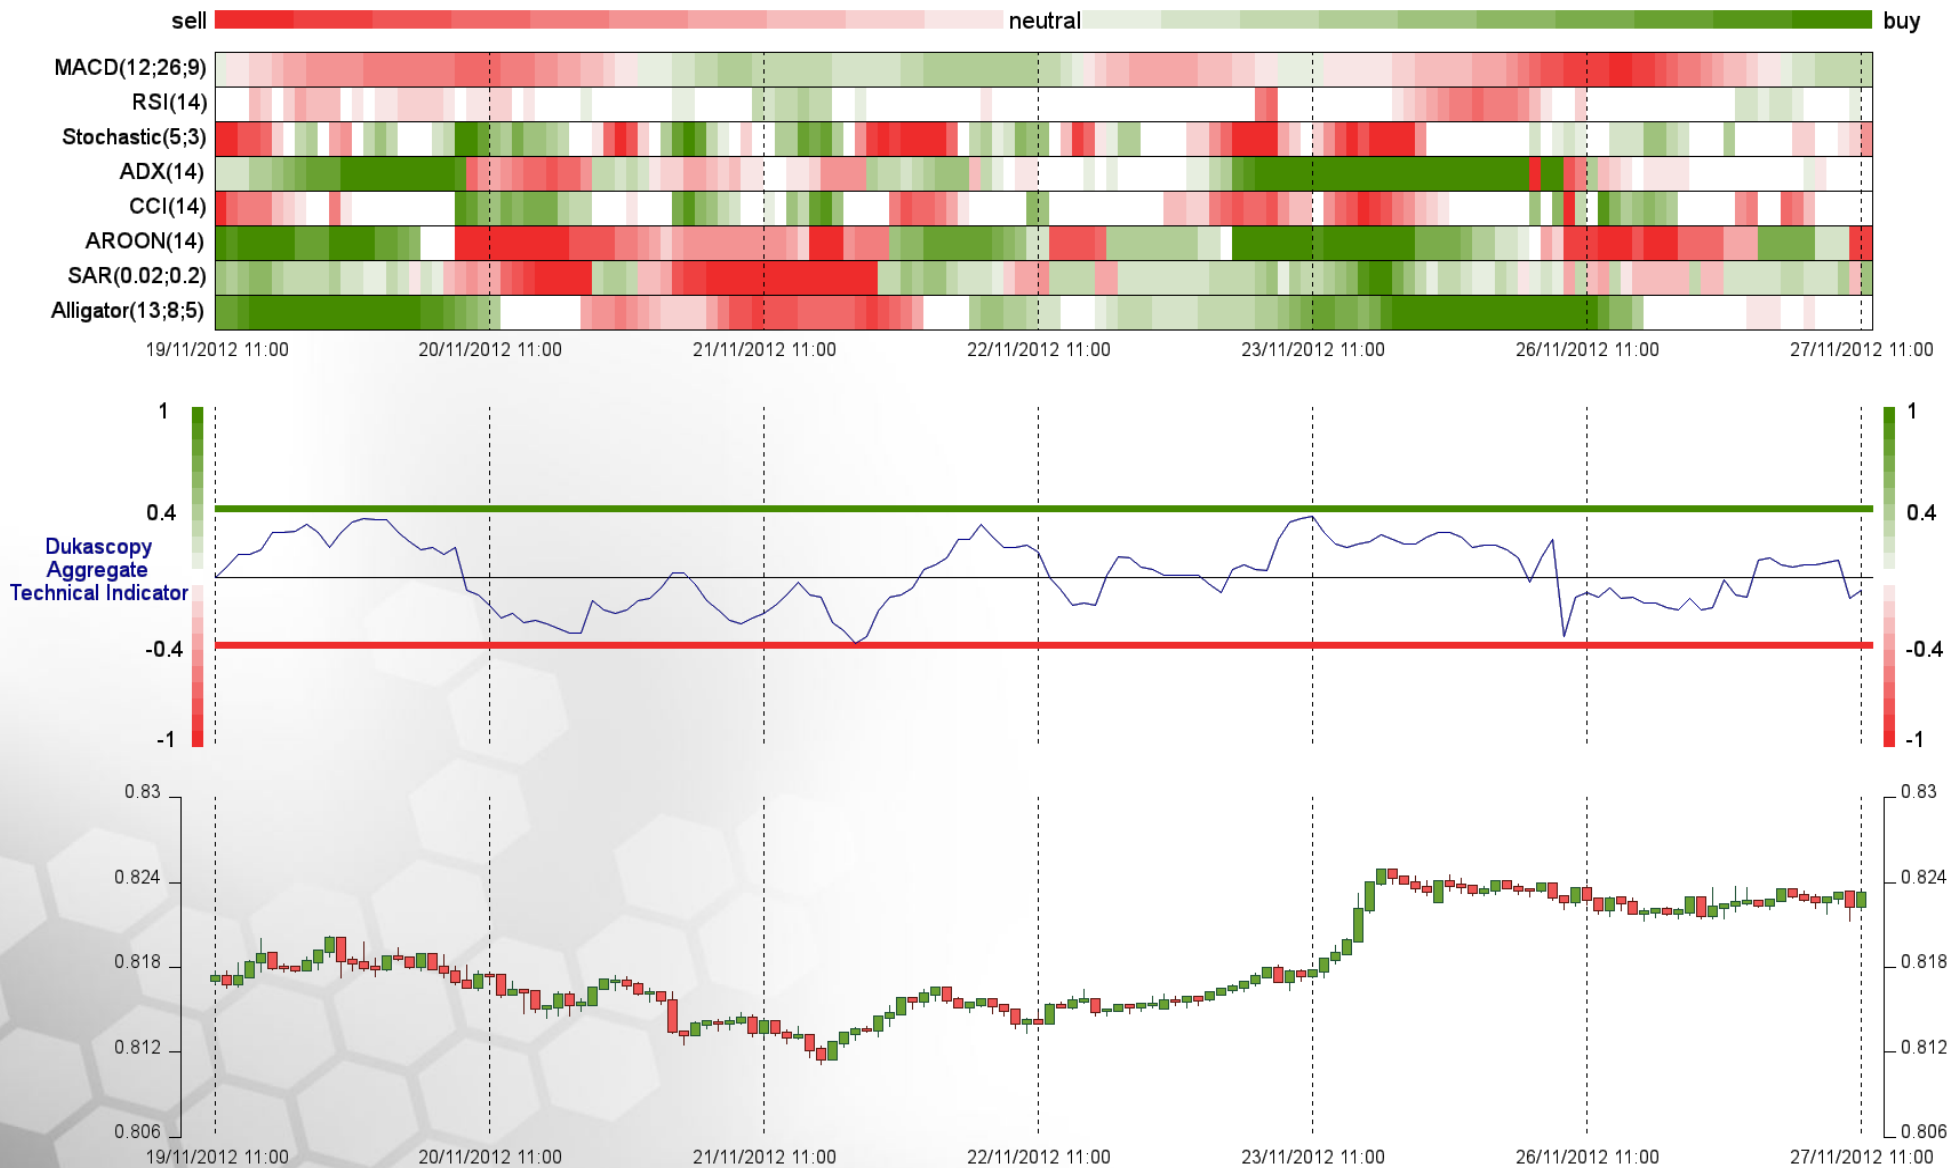 sell neutral buy
MACD(12;26;9)
RSI(14)
Stochastic(5;3)
ADX(14)
CCI(14)
AROON(14)
SAR(0.02;0.2)
Alligator(13;8;5)
19/11/2012 11:00 20/11/2012 11:00 21/11/2012 11:00 22/11/2012 11:00 23/11/2012 11:00 26/11/2012 11:00 27/11/2012 11:00
1 1
0.4 0.4
Dukascopy
Aggregate
Technical Indicator
-0.4 -0.4
-1 -1
0.83 0.83
0.824 0.824
0.818 0.818
0.812 0.812
0.806 0.806
19/11/2012 11:00 20/11/2012 11:00 21/11/2012 11:00 22/11/2012 11:00 23/11/2012 11:00 26/11/2012 11:00 27/11/2012 11:00